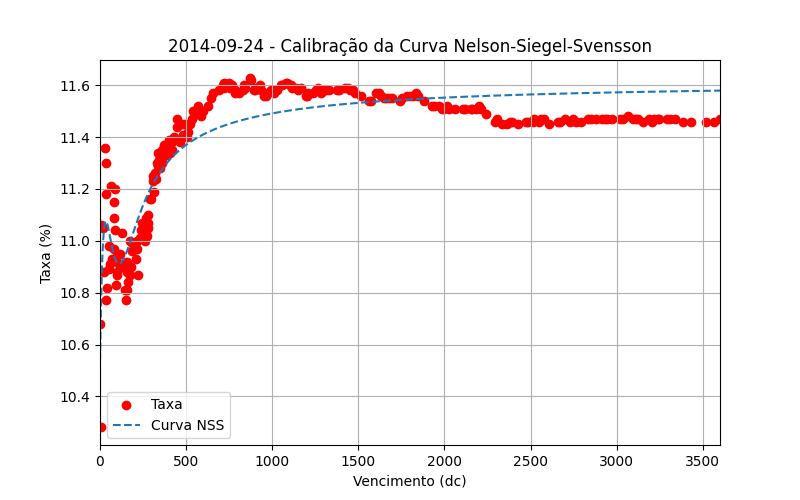 2014-09-24 - Calibração da Curva Nelson-Siegel-Svensson
Taxa (%)
11.6
11.4
11.2
11.0
10.8
10.6
10.4
Taxa
Curva NSS
0 500 1000 1500 2000 2500 3000 3500
Vencimento (dc)